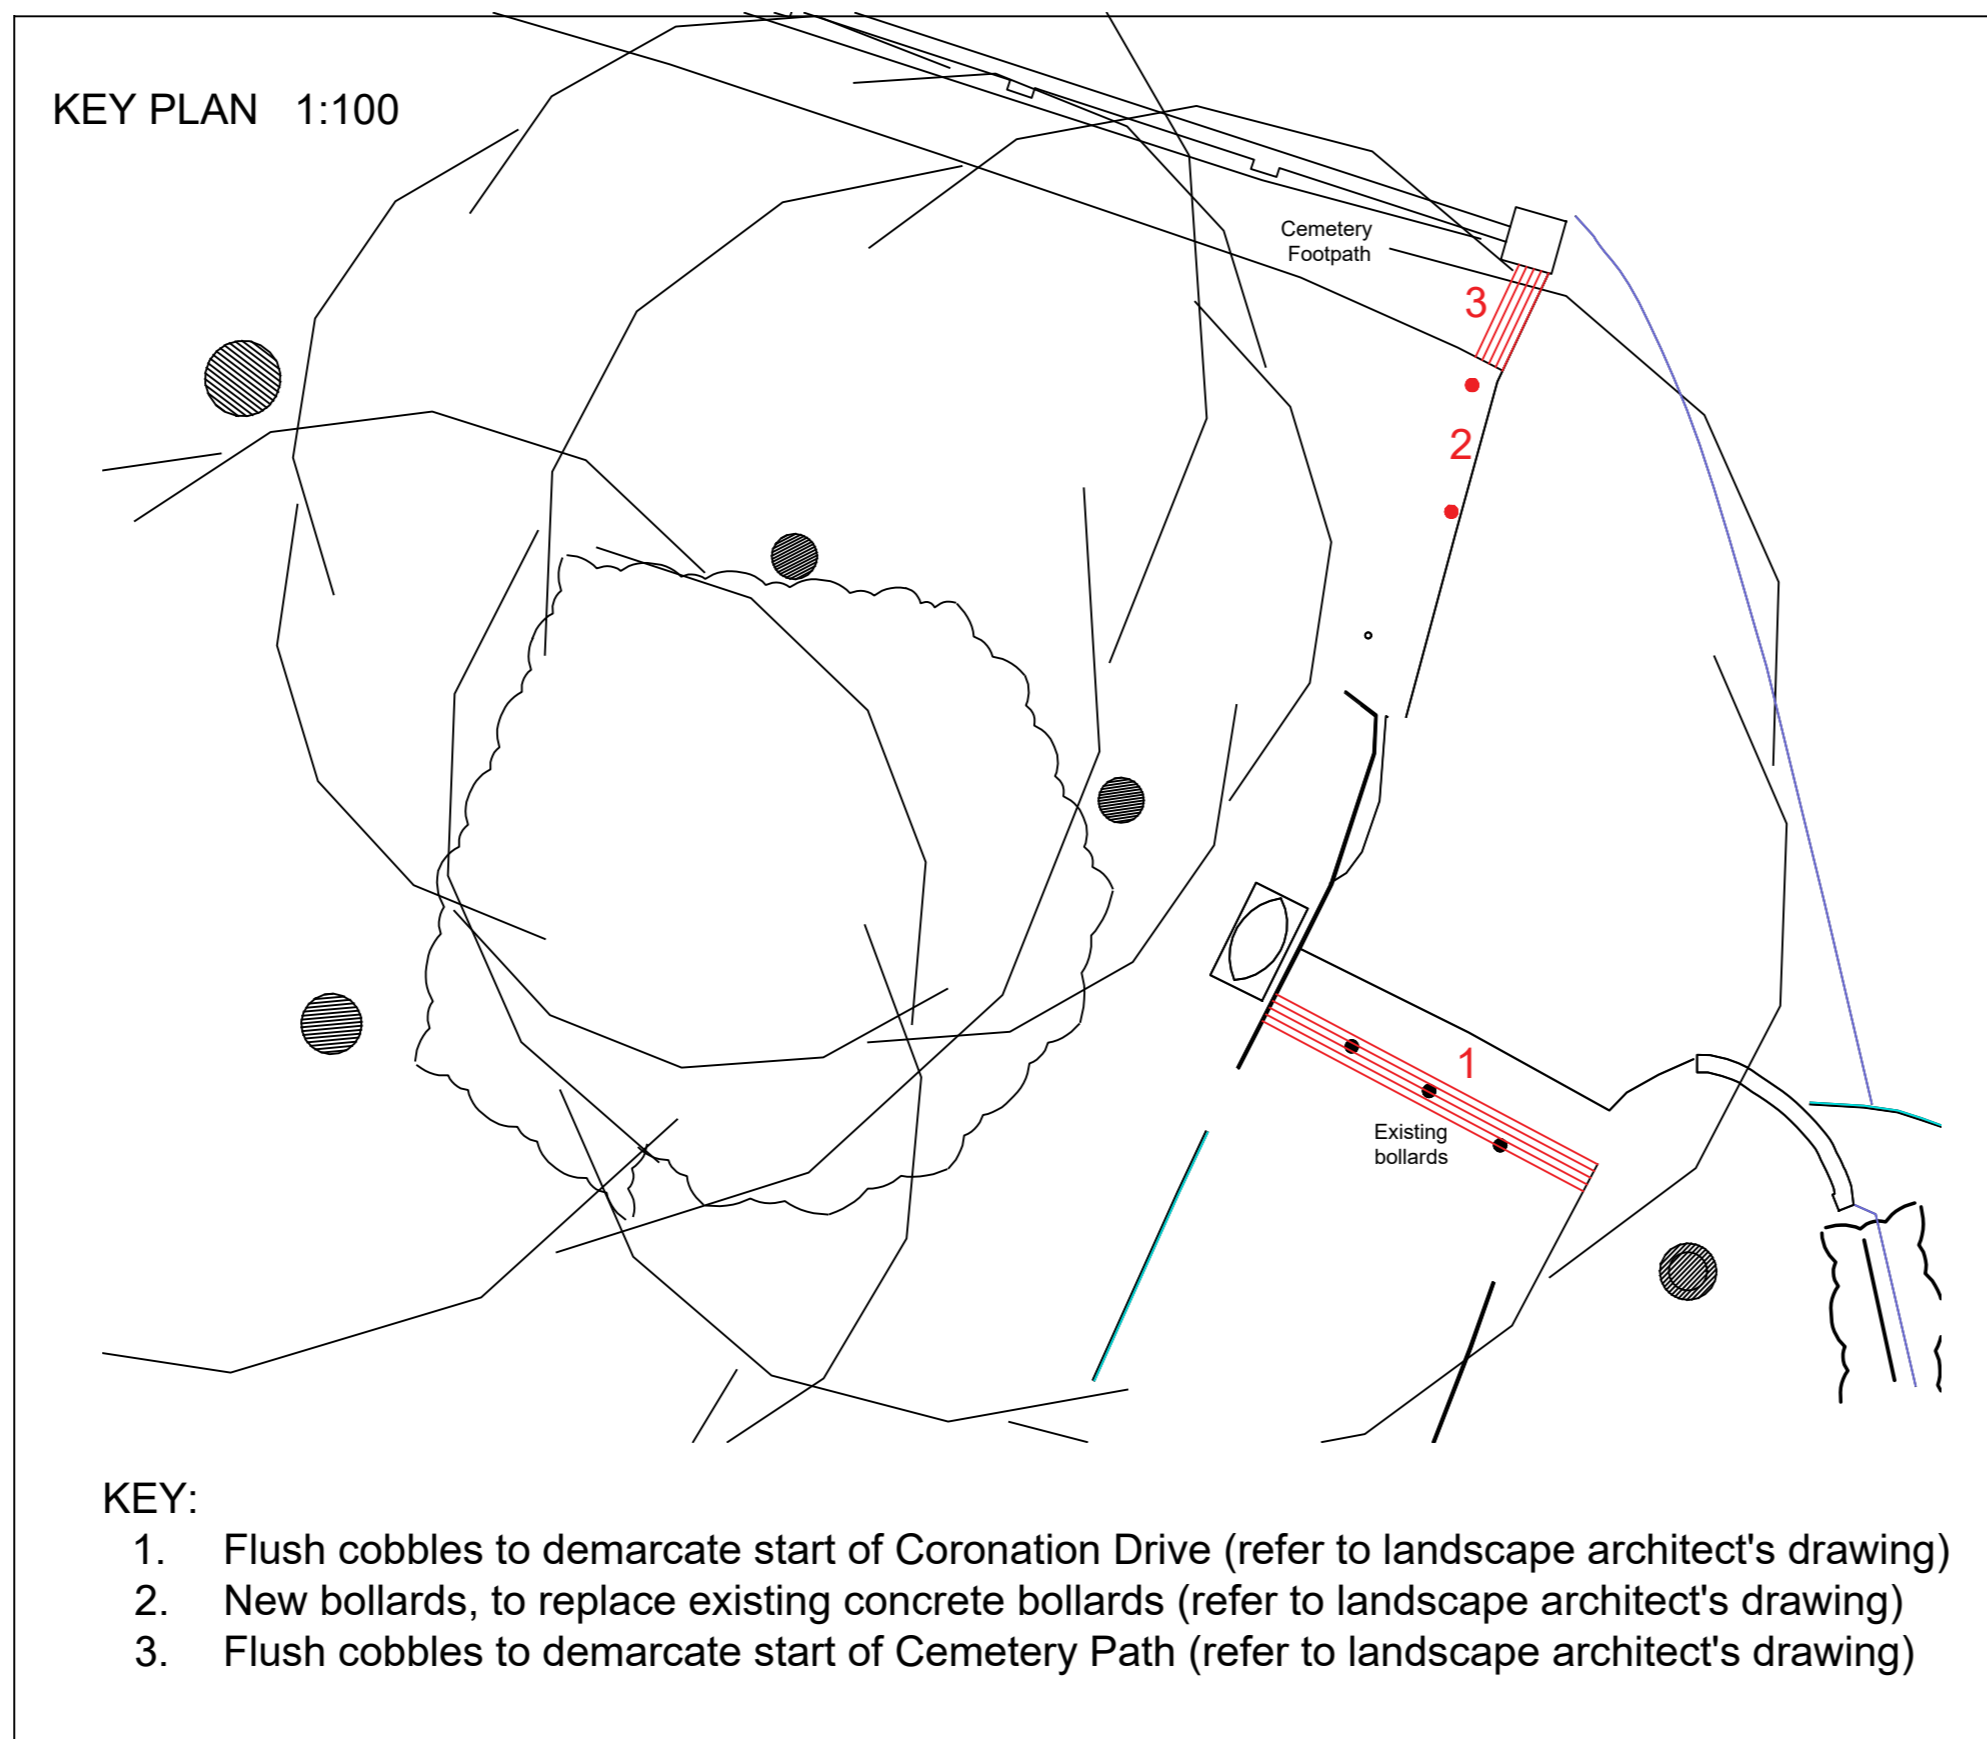 KEY PLAN 1:100
Cemetery
Footpath
3
2
1
Existing
bollards
KEY:
1. Flush cobbles to demarcate start of Coronation Drive (refer to landscape architect's drawing)
2. New bollards, to replace existing concrete bollards (refer to landscape architect's drawing)
3. Flush cobbles to demarcate start of Cemetery Path (refer to landscape architect's drawing)